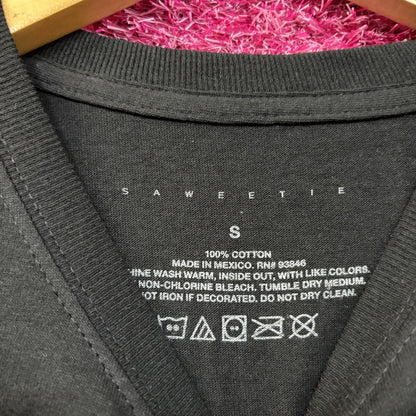 SAWEETIE
S
100% COTTON
MADE IN MEXICO. RN# 93846
HINE WASH WARM, INSIDE OUT, WITH LIKE COLORS.
NON-CHLORINE BLEACH. TUMBLE DRY MEDIUM.
OT IRON IF DECORATED. DO NOT DRY CLEAN.